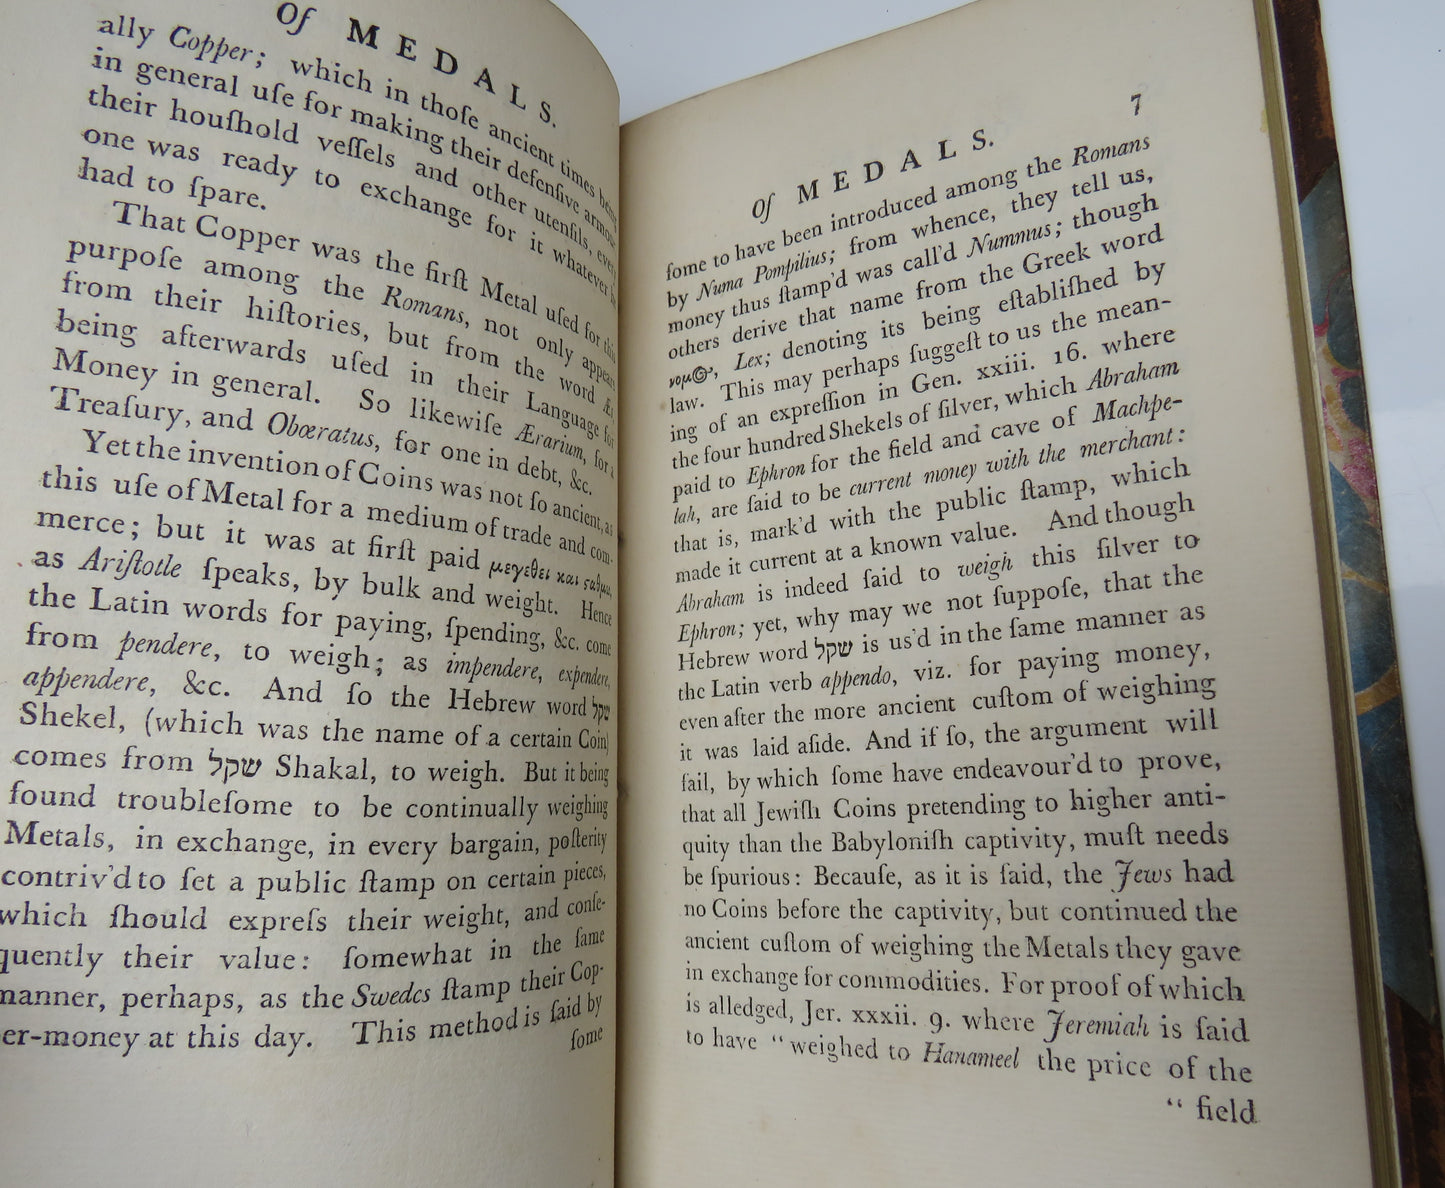 Of MEDALS.
ally Copper; which in thoſe ancient times being
in general uſe for making their defenſive armour
their houſhold veſſels and other utenſils, every
one was ready to exchange for it whatever he
had to ſpare.
That Copper was the firſt Metal uſed for this
purpoſe among the Romans, not only appears
from their hiſtories, but from the word Æs
being afterwards uſed in their Language for
Money in general. So likewiſe Ærarium, for a
Treaſury, and Obœratus, for one in debt, &c.
Yet the invention of Coins was not ſo ancient, as
this uſe of Metal for a medium of trade and com-
merce; but it was at firſt paid μεγεθει και ϛαθμω,
as Ariſtotle ſpeaks, by bulk and weight. Hence
the Latin words for paying, ſpending, &c. come
from pendere, to weigh; as impendere, expendere,
appendere, &c. And ſo the Hebrew word שקל
Shekel, (which was the name of a certain Coin)
comes from שקל Shakal, to weigh. But it being
found troubleſome to be continually weighing
Metals, in exchange, in every bargain, poſterity
contriv'd to ſet a public ſtamp on certain pieces,
which ſhould expreſs their weight, and conſe-
quently their value: ſomewhat in the ſame
manner, perhaps, as the Swedes ſtamp their Cop-
er-money at this day. This method is ſaid by
ſome
7
Of MEDALS.
ſome to have been introduced among the Romans
by Numa Pompilius; from whence, they tell us,
money thus ſtamp'd was call'd Nummus; though
others derive that name from the Greek word
νομ@, Lex; denoting its being eſtabliſhed by
law. This may perhaps ſuggeſt to us the mean-
ing of an expreſſion in Gen. xxiii. 16. where
the four hundred Shekels of ſilver, which Abraham
paid to Ephron for the field and cave of Machpe-
lah, are ſaid to be current money with the merchant:
that is, mark'd with the public ſtamp, which
made it current at a known value. And though
Abraham is indeed ſaid to weigh this ſilver to
Ephron; yet, why may we not ſuppoſe, that the
Hebrew word שקל is us'd in the ſame manner as
the Latin verb appendo, viz. for paying money,
even after the more ancient cuſtom of weighing
it was laid aſide. And if ſo, the argument will
fail, by which ſome have endeavour'd to prove,
that all Jewiſh Coins pretending to higher anti-
quity than the Babyloniſh captivity, muſt needs
be ſpurious: Becauſe, as it is ſaid, the Jews had
no Coins before the captivity, but continued the
ancient cuſtom of weighing the Metals they gave
in exchange for commodities. For proof of which
is alledged, Jer. xxxii. 9. where Jeremiah is ſaid
to have "weighed to Hanameel the price of the
" field